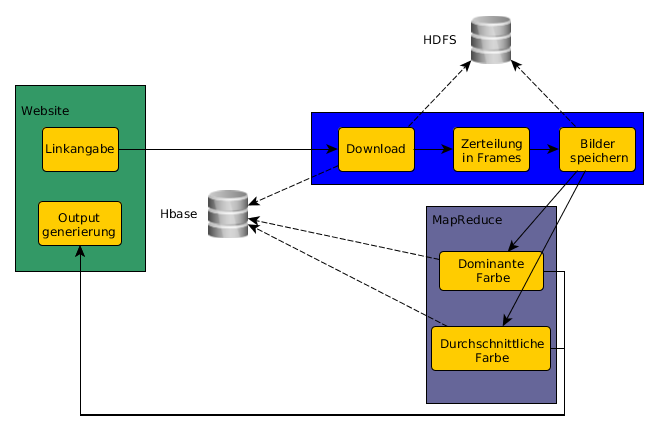 HDFS
Website
Linkangabe
Download
Zerteilung
in Frames
Bilder
speichern
Output
generierung
Hbase
MapReduce
Dominante
Farbe
Durchschnittliche
Farbe